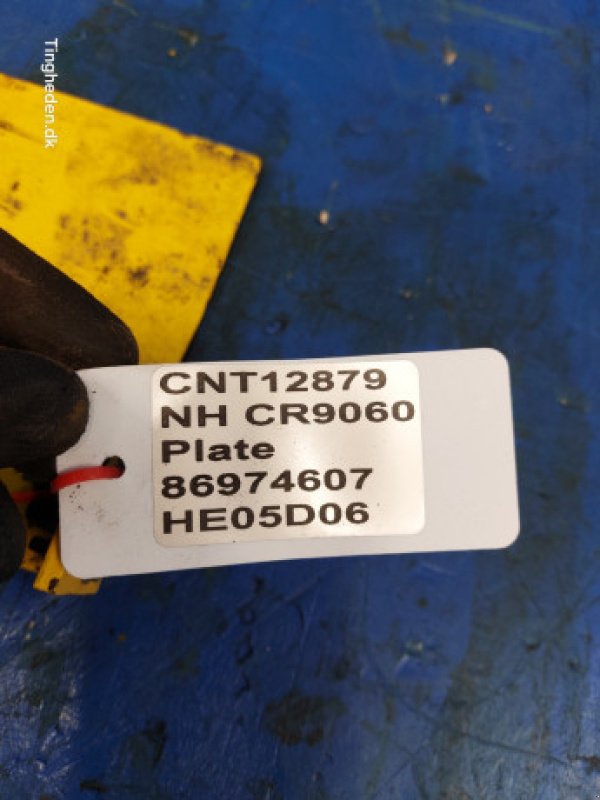 Tingheden.dk
CNT12879
NH CR9060
Plate
86974607
HE05D06